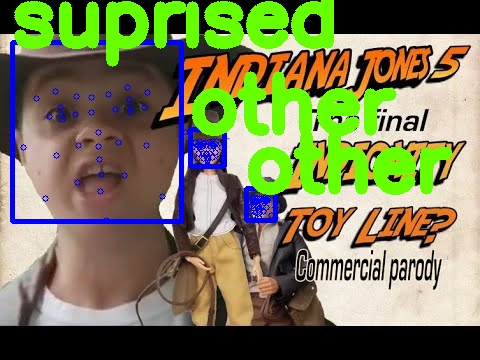 suprised
INDIANA JONES 5
other
final
other
TOY LINE?
Commercial parody